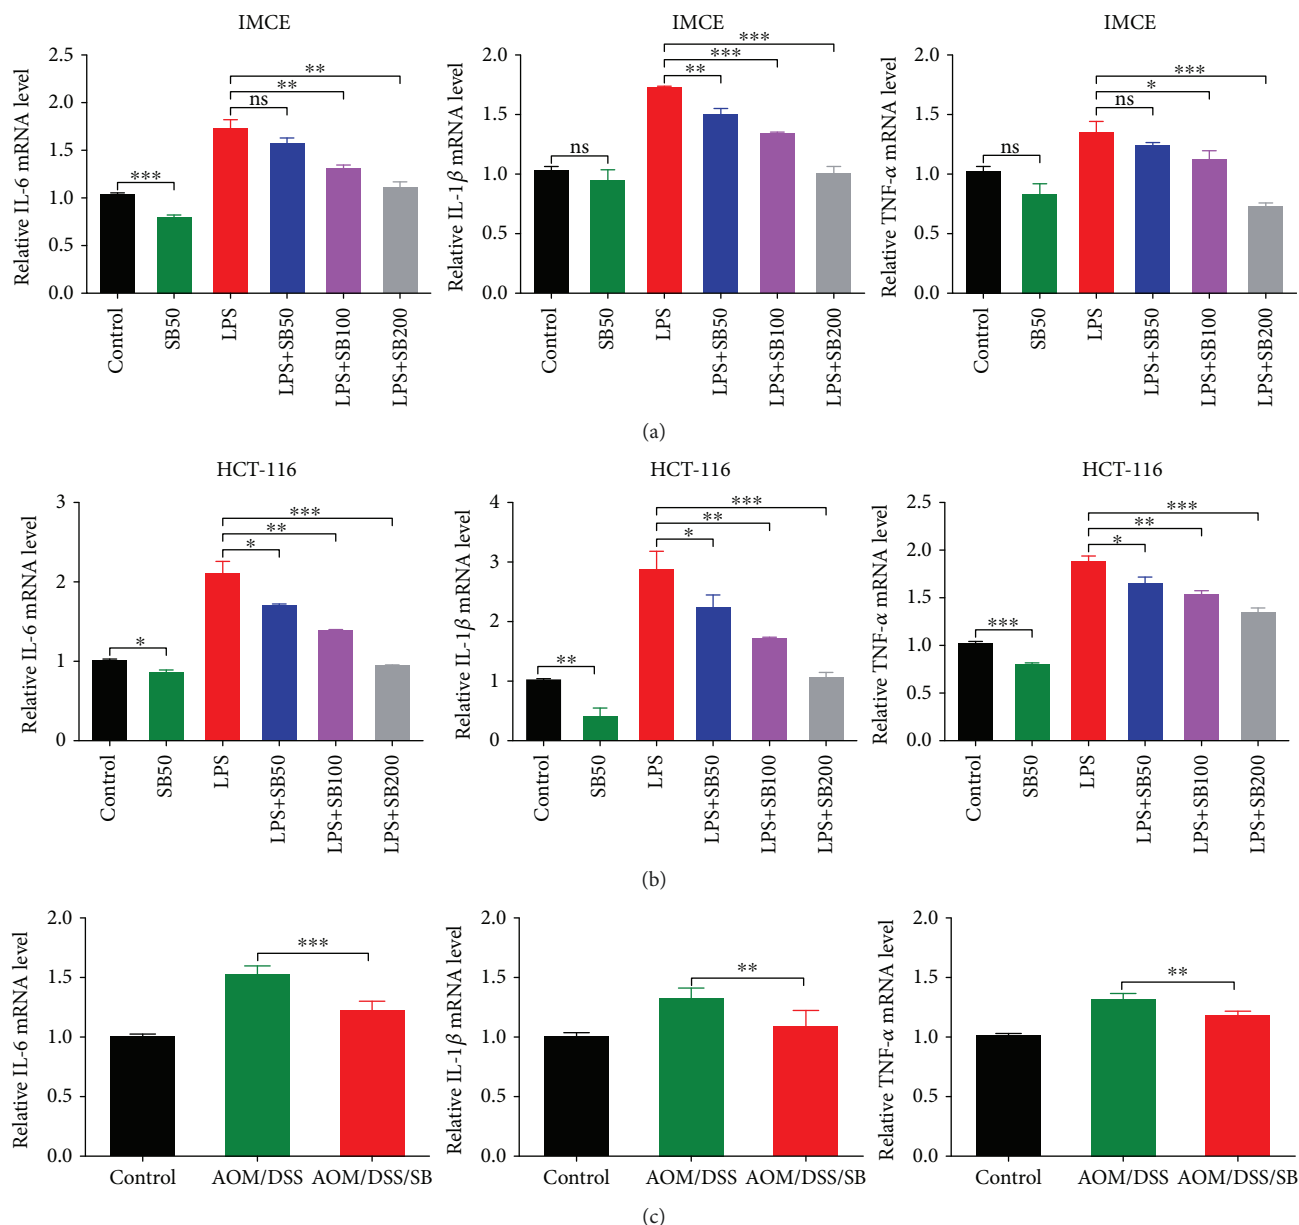 IMCE
Relative IL-6 mRNA level
2.5
2.0
1.5
1.0
0.5
0.0
***
ns
**
**
Control
SB50
LPS
LPS+SB50
LPS+SB100
LPS+SB200
IMCE
Relative IL-1β mRNA level
2.0
1.5
1.0
0.5
0.0
ns
**
***
***
Control
SB50
LPS
LPS+SB50
LPS+SB100
LPS+SB200
IMCE
Relative TNF-α mRNA level
2.0
1.5
1.0
0.5
0.0
ns
ns
*
***
Control
SB50
LPS
LPS+SB50
LPS+SB100
LPS+SB200
(a)
HCT-116
Relative IL-6 mRNA level
3
2
1
0
*
*
**
***
Control
SB50
LPS
LPS+SB50
LPS+SB100
LPS+SB200
HCT-116
Relative IL-1β mRNA level
4
3
2
1
0
**
*
**
***
Control
SB50
LPS
LPS+SB50
LPS+SB100
LPS+SB200
HCT-116
Relative TNF-α mRNA level
2.5
2.0
1.5
1.0
0.5
0.0
***
*
**
***
Control
SB50
LPS
LPS+SB50
LPS+SB100
LPS+SB200
(b)
Relative IL-6 mRNA level
2.0
1.5
1.0
0.5
0.0
***
Control
AOM/DSS
AOM/DSS/SB
Relative IL-1β mRNA level
2.0
1.5
1.0
0.5
0.0
**
Control
AOM/DSS
AOM/DSS/SB
Relative TNF-α mRNA level
2.0
1.5
1.0
0.5
0.0
**
Control
AOM/DSS
AOM/DSS/SB
(c)